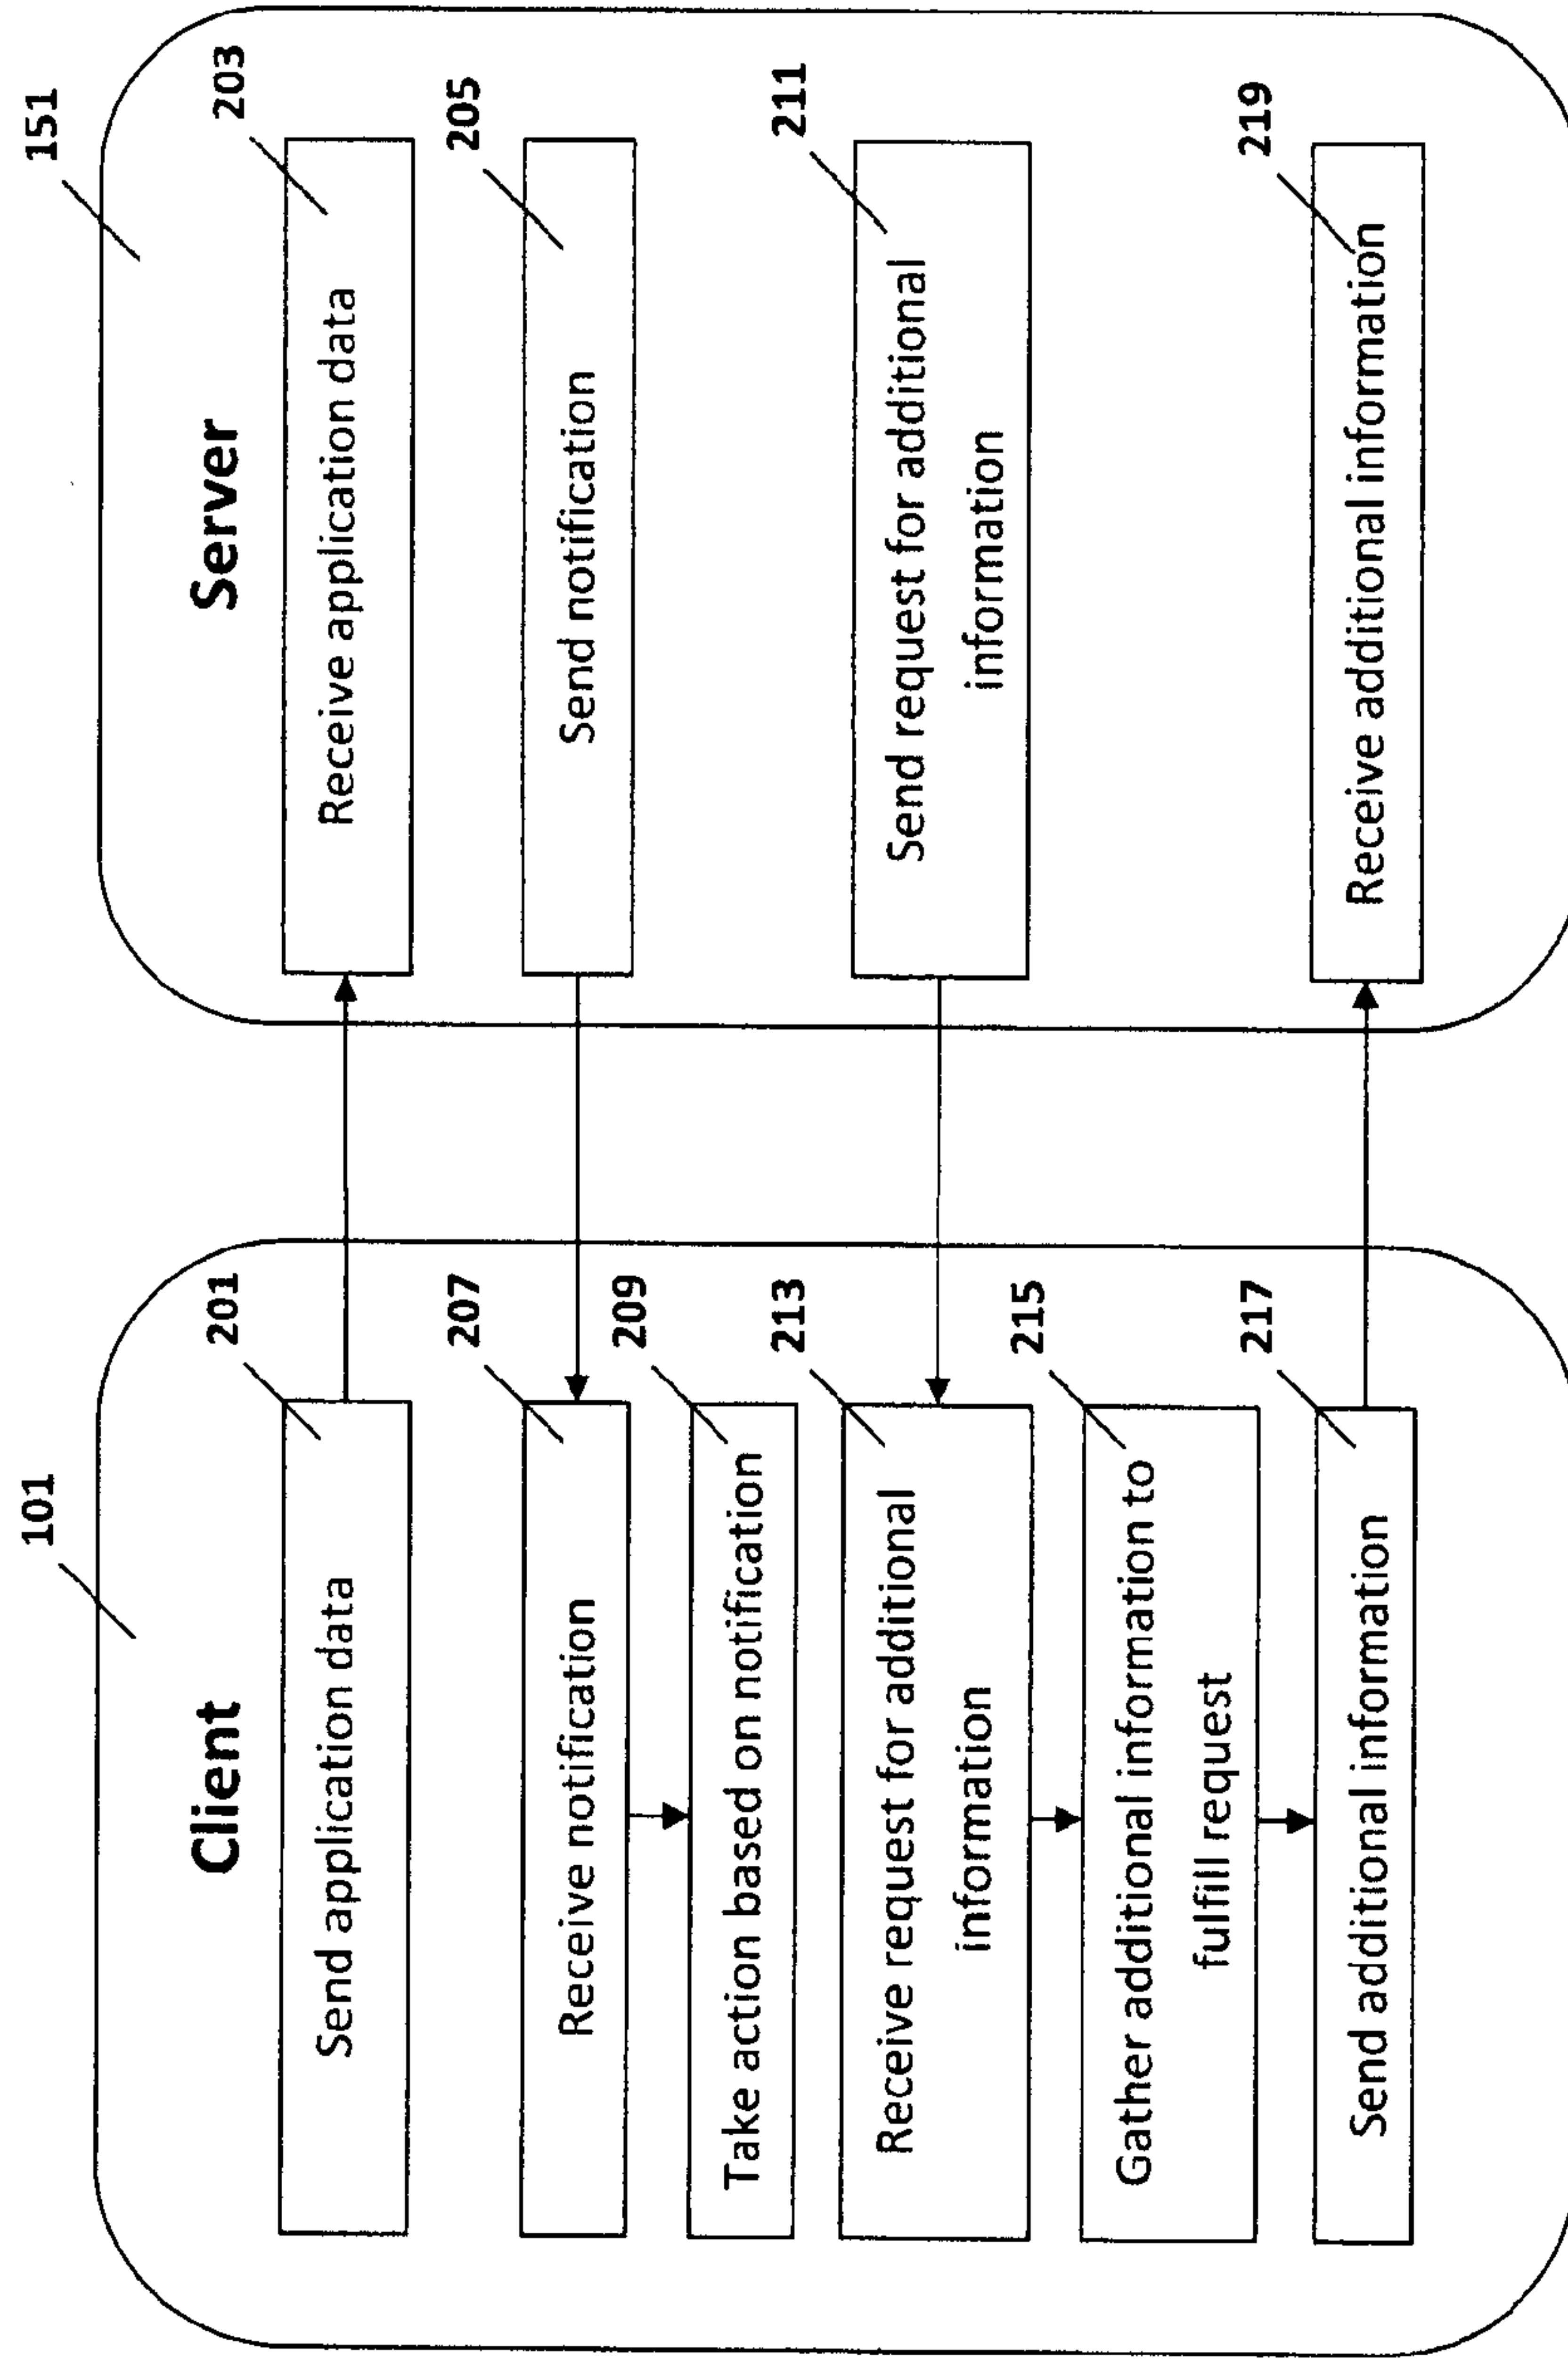 101
Client
201
Send application data
207
Receive notification
209
Take action based on notification
213
Receive request for additional
information
215
Gather additional information to
fulfill request
217
Send additional information
151
Server
203
Receive application data
205
Send notification
211
Send request for additional
information
219
Receive additional information